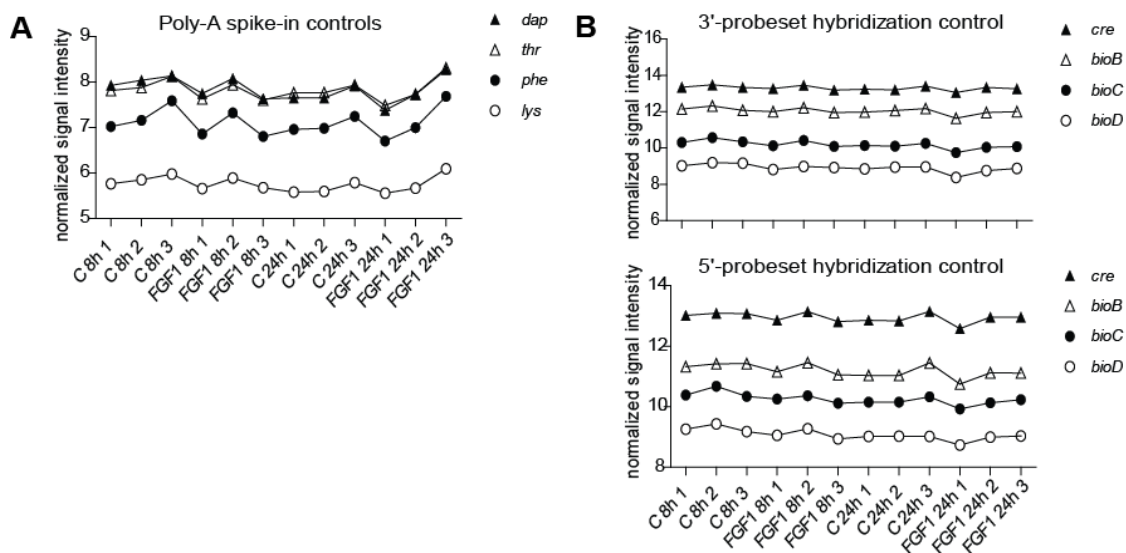 A
Poly-A spike-in controls
normalized signal intensity
9
8
7
6
5
C 8h 1
C 8h 2
C 8h 3
FGF1 8h 1
FGF1 8h 2
FGF1 8h 3
C 24h 1
C 24h 2
C 24h 3
FGF1 24h 1
FGF1 24h 2
FGF1 24h 3
dap
thr
phe
lys
B
3'-probeset hybridization control
normalized signal intensity
16
14
12
10
8
6
cre
bioB
bioC
bioD
5'-probeset hybridization control
normalized signal intensity
14
12
10
8
C 8h 1
C 8h 2
C 8h 3
FGF1 8h 1
FGF1 8h 2
FGF1 8h 3
C 24h 1
C 24h 2
C 24h 3
FGF1 24h 1
FGF1 24h 2
FGF1 24h 3
cre
bioB
bioC
bioD